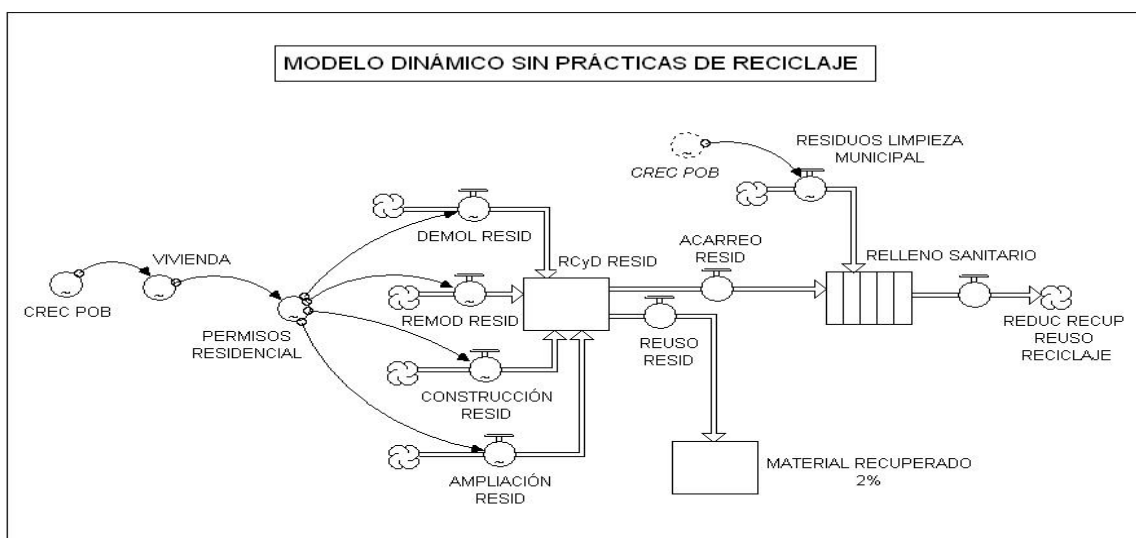 MODELO DINÁMICO SIN PRÁCTICAS DE RECICLAJE
RESIDUOS LIMPIEZA
MUNICIPAL
CREC POB
DEMOL RESID
VIVIENDA
RCyD RESID
ACARREO
RESID
RELLENO SANITARIO
CREC POB
PERMISOS
RESIDENCIAL
REMOD RESID
REUSO
RESID
REDUC RECUP
REUSO
RECICLAJE
CONSTRUCCIÓN
RESID
AMPLIACIÓN
RESID
MATERIAL RECUPERADO
2%